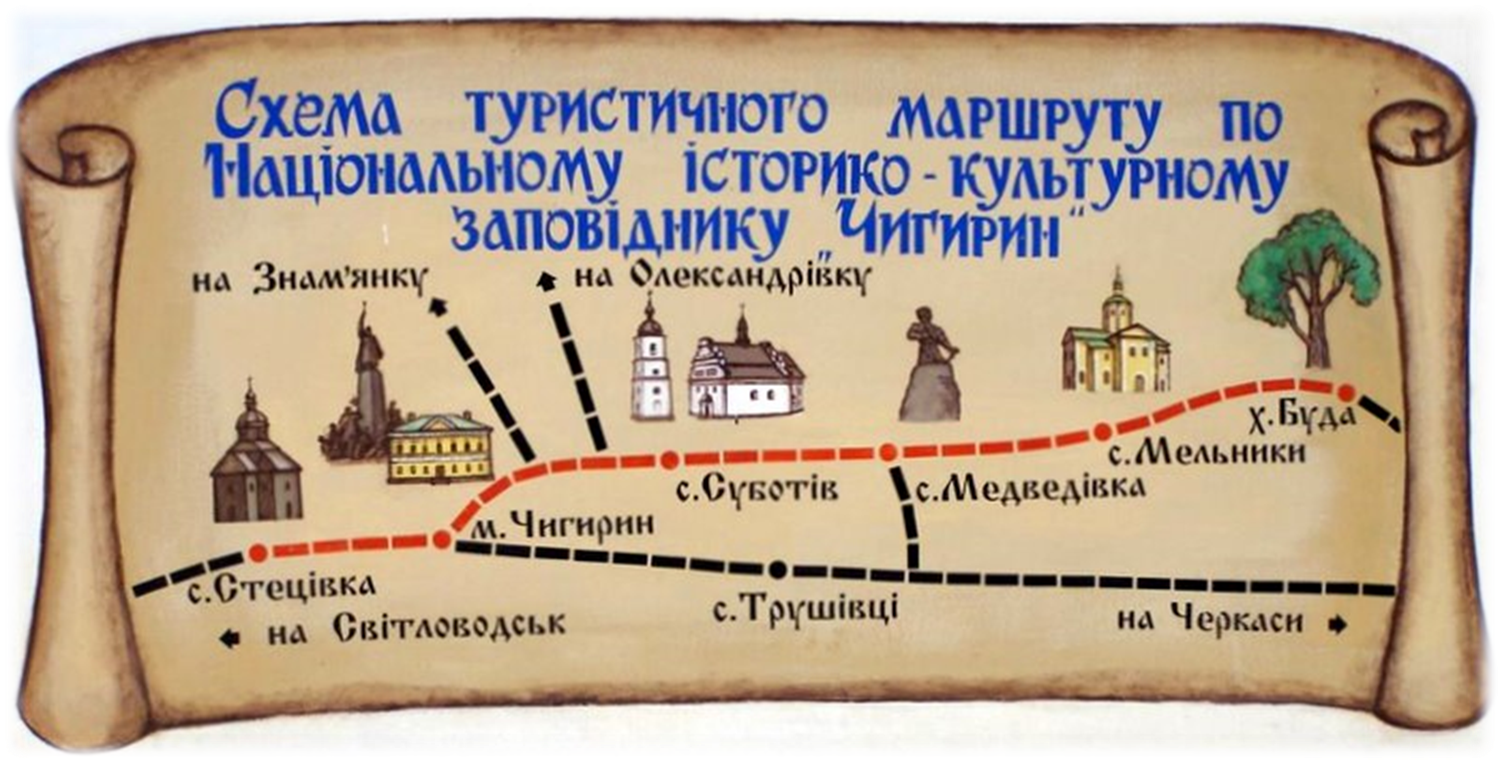 Схема туристичного маршруту по
Національному історико-культурному
заповіднику „Чигирин“
на Знам'янку
на Олександрівку
х.Буда
с.Мельники
с.Суботів
с.Медведівка
м.Чигирин
с.Стецівка
с.Трушівці
на Світловодськ
на Черкаси